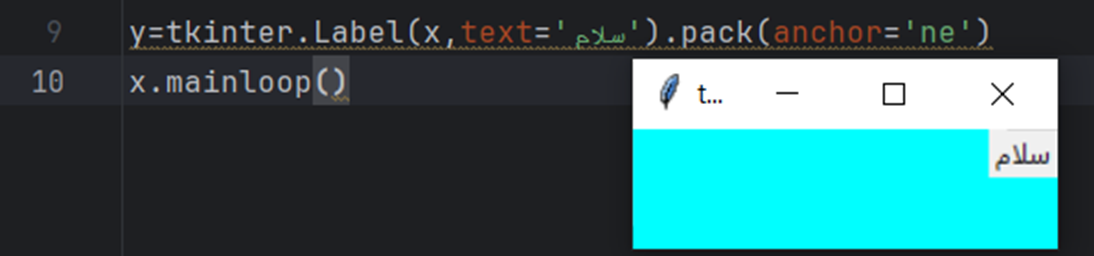 9 y=tkinter.Label(x,text='سلام').pack(anchor='ne')
10 x.mainloop()
t...
سلام